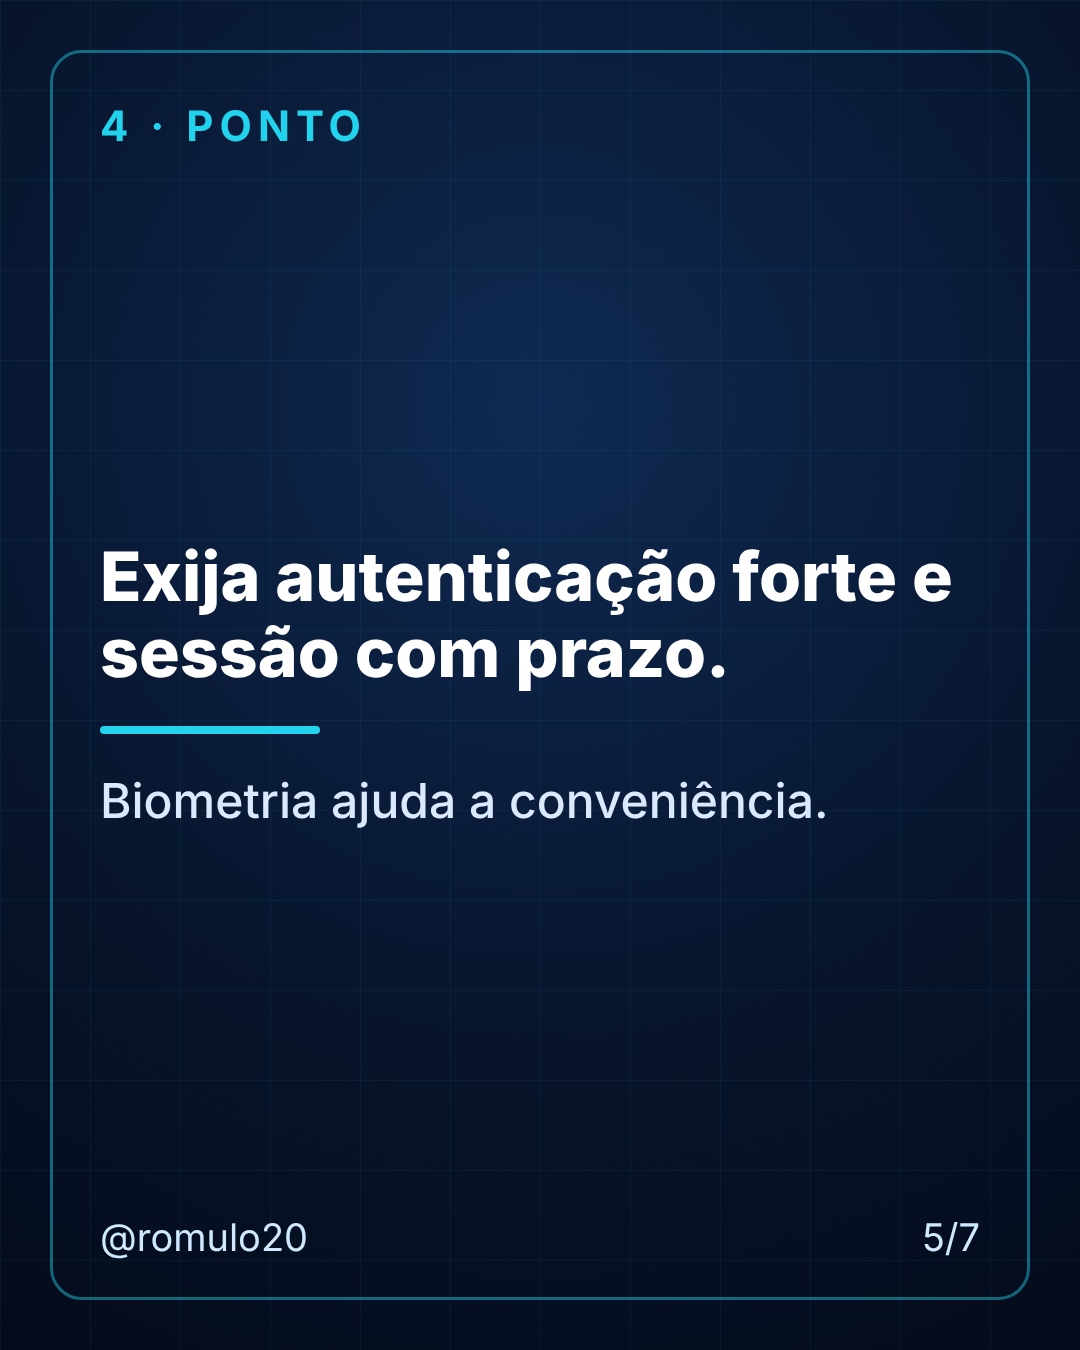 4 · PONTO
Exija autenticação forte e
sessão com prazo.
Biometria ajuda a conveniência.
@romulo20
5/7